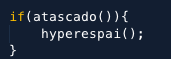 if(atascado()){
    hyperespai();
}